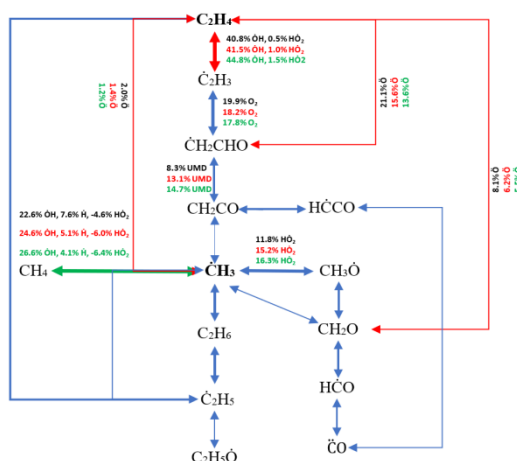 C₂H₄
40.8% ȮH, 0.5% HȮ₂
41.5% ȮH, 1.0% HȮ₂
44.8% ȮH, 1.5% HȮ2
Ċ₂H₃
2.0% Ö
1.4% Ö
1.2% Ö
19.9% O₂
18.2% O₂
17.8% O₂
21.1% Ö
15.6% Ö
13.6% Ö
ĊH₂CHO
8.1% Ö
6.2% Ö
8.3% UMD
13.1% UMD
14.7% UMD
CH₂CO
HĊCO
22.6% ȮH, 7.6% Ḣ, -4.6% HȮ₂
24.6% ȮH, 5.1% Ḣ, -6.0% HȮ₂
26.6% ȮH, 4.1% Ḣ, -6.4% HȮ₂
11.8% HȮ₂
15.2% HȮ₂
16.3% HȮ₂
CH₄
ĊH₃
CH₃Ȯ
C₂H₆
CH₂O
HĊO
Ċ₂H₅
C̈O
C₂H₅Ȯ